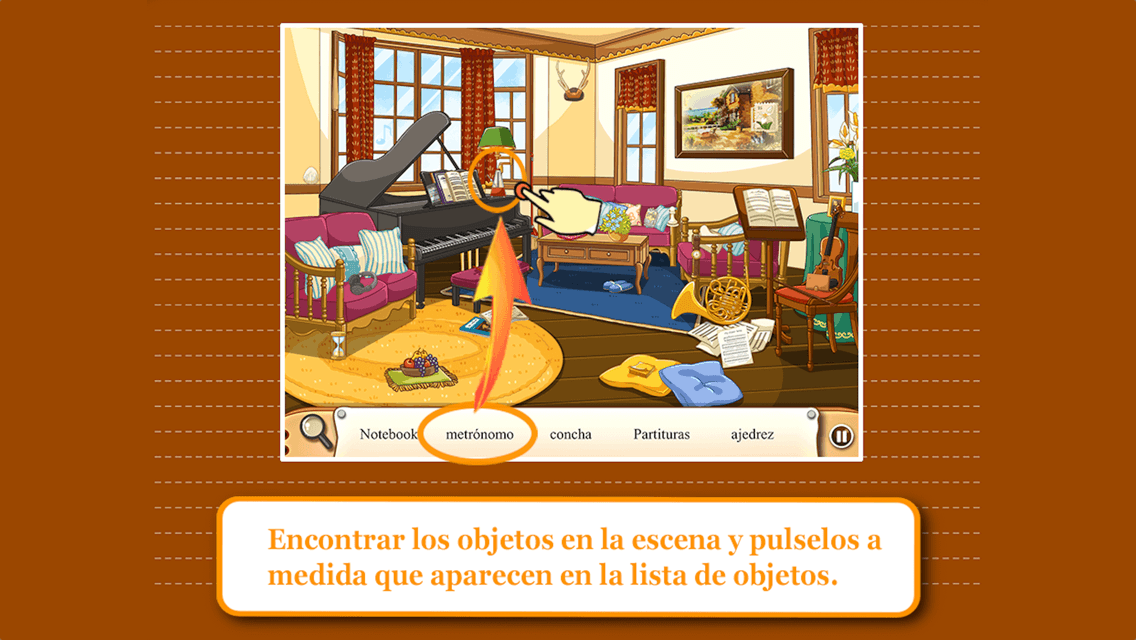 Notebook metrónomo concha Partituras ajedrez
Encontrar los objetos en la escena y pulselos a
medida que aparecen en la lista de objetos.